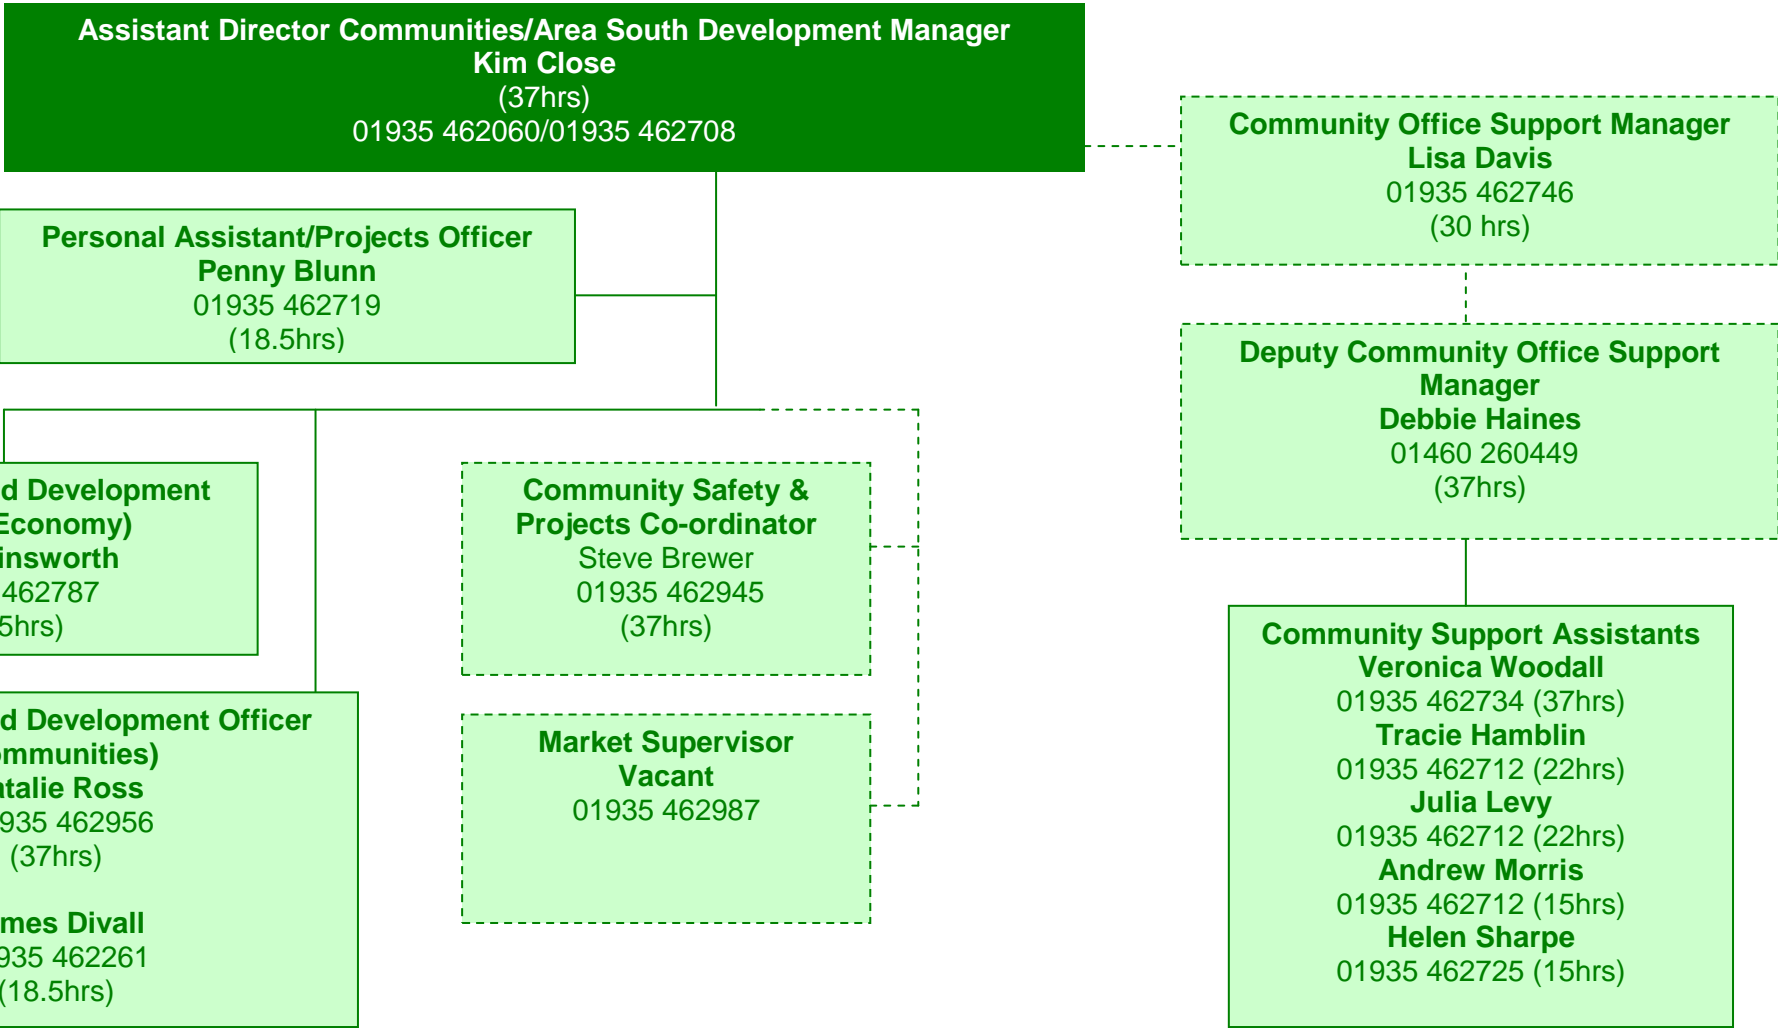 Assistant Director Communities/Area South Development Manager
Kim Close
(37hrs)
01935 462060/01935 462708
Community Office Support Manager
Lisa Davis
01935 462746
(30 hrs)
Personal Assistant/Projects Officer
Penny Blunn
01935 462719
(18.5hrs)
Deputy Community Office Support
Manager
Debbie Haines
01460 260449
(37hrs)
d Development
Economy)
insworth
462787
5hrs)
Community Safety &
Projects Co-ordinator
Steve Brewer
01935 462945
(37hrs)
d Development Officer
ommunities)
atalie Ross
935 462956
(37hrs)
mes Divall
935 462261
(18.5hrs)
Market Supervisor
Vacant
01935 462987
Community Support Assistants
Veronica Woodall
01935 462734 (37hrs)
Tracie Hamblin
01935 462712 (22hrs)
Julia Levy
01935 462712 (22hrs)
Andrew Morris
01935 462712 (15hrs)
Helen Sharpe
01935 462725 (15hrs)